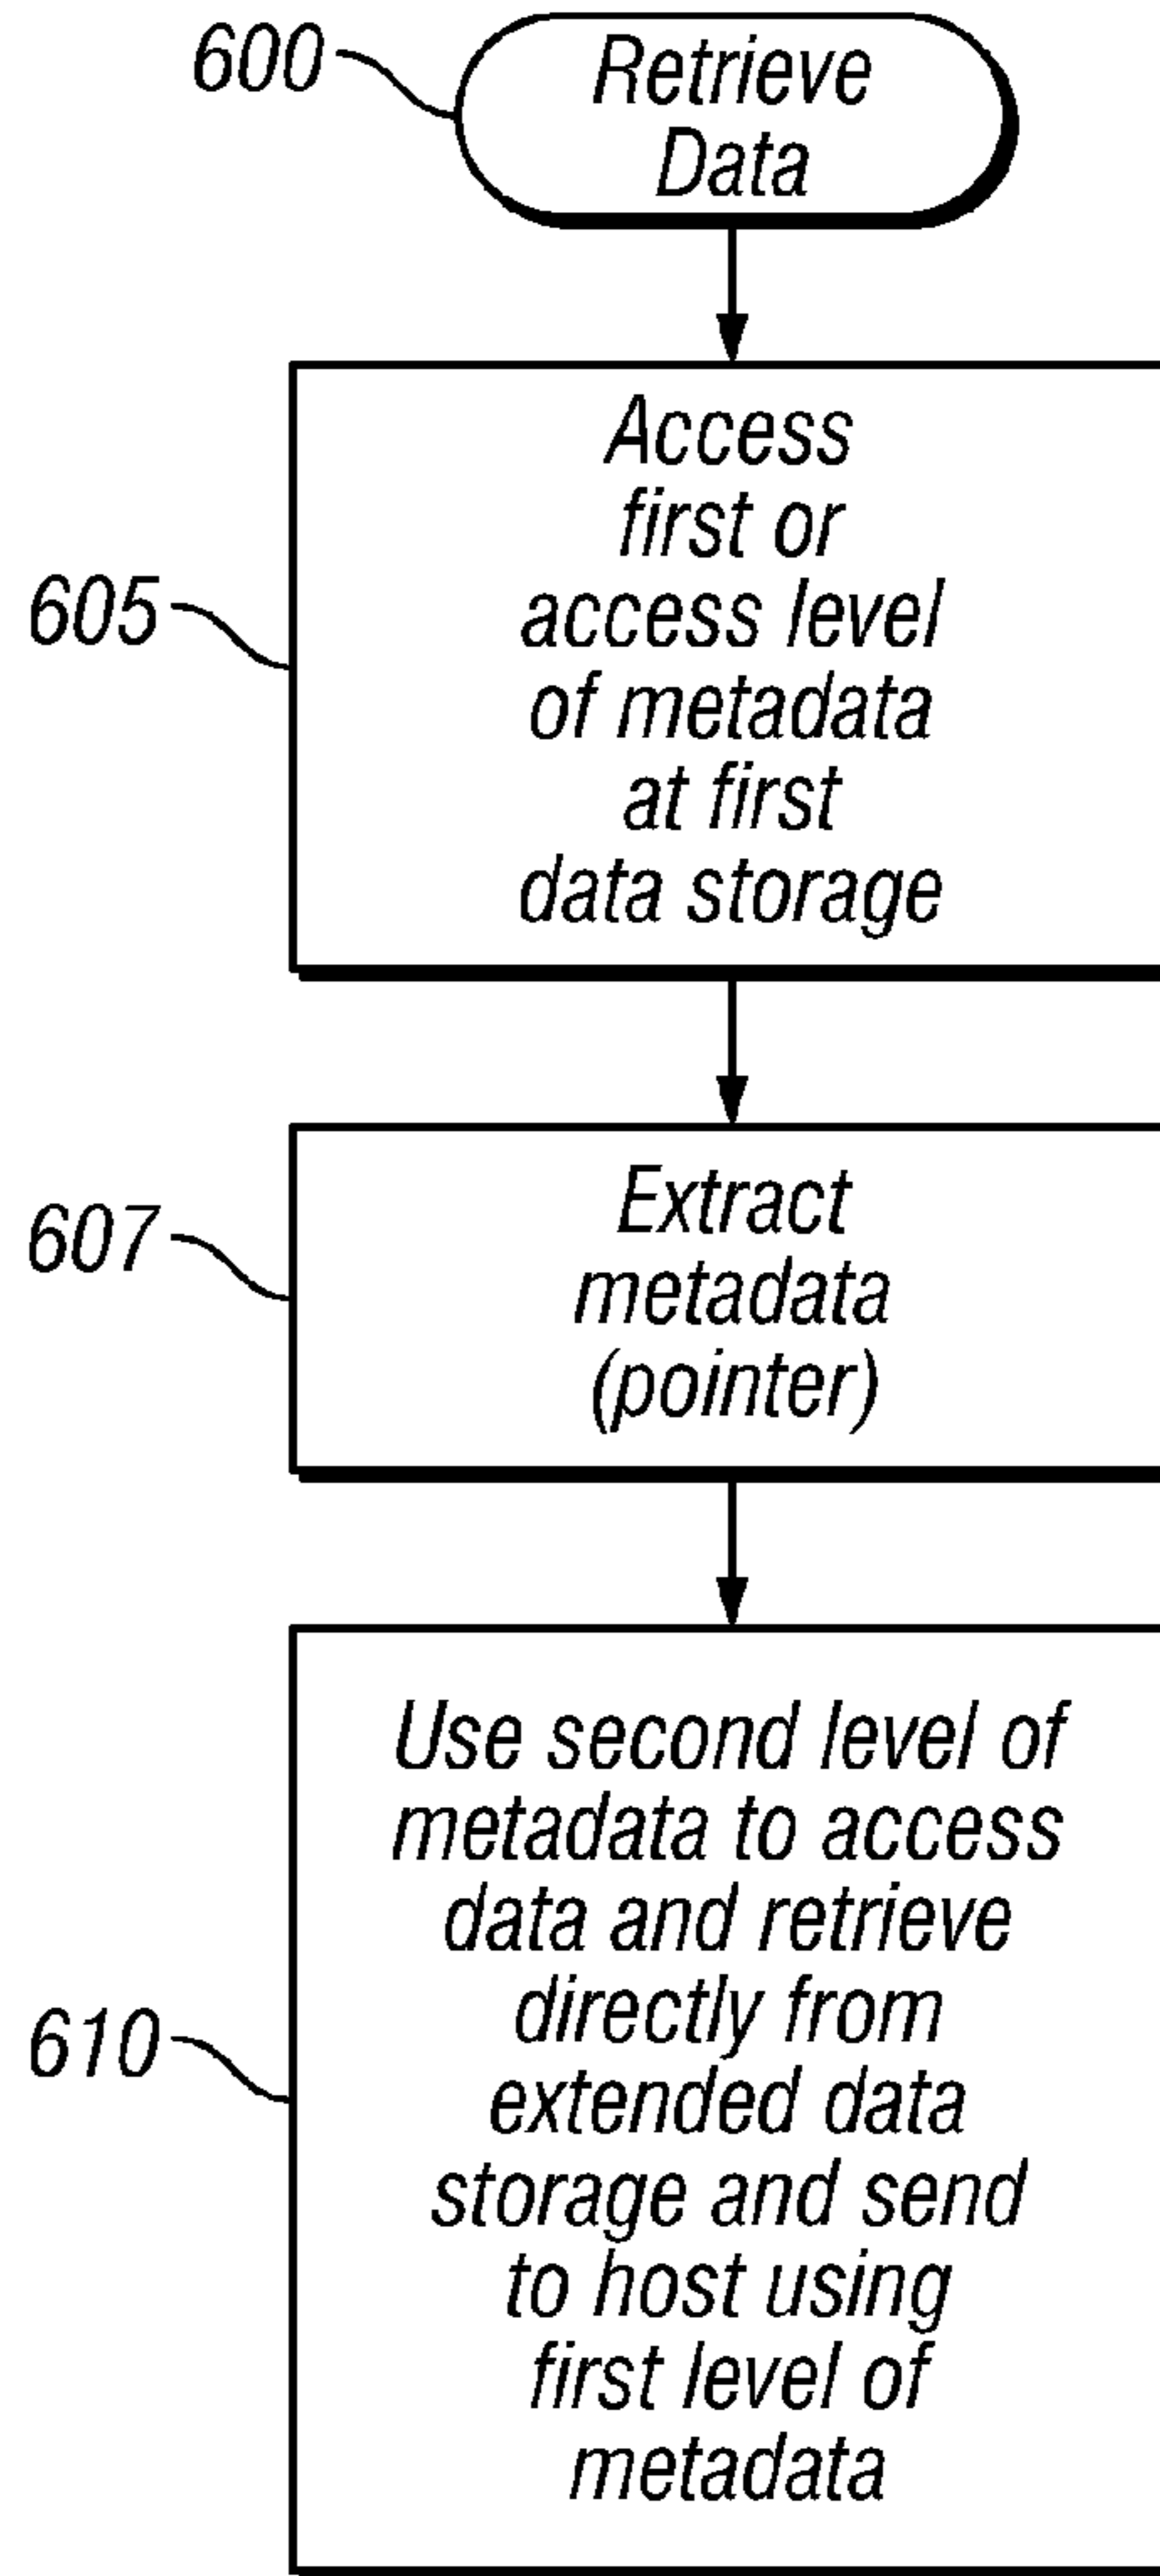 600
Retrieve
Data
605
Access
first or
access level
of metadata
at first
data storage
607
Extract
metadata
(pointer)
610
Use second level of
metadata to access
data and retrieve
directly from
extended data
storage and send
to host using
first level of
metadata